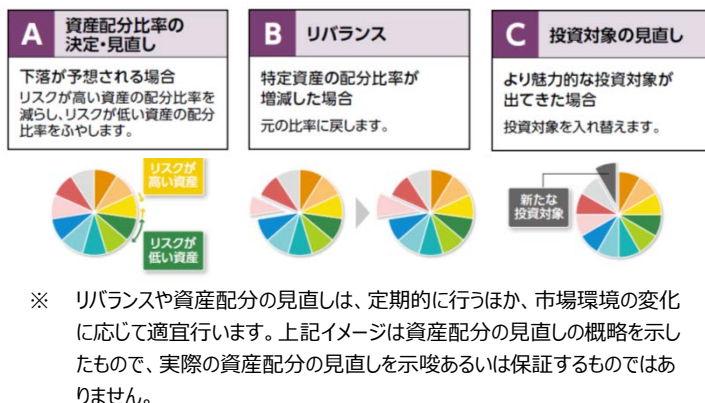 A 資産配分比率の
決定・見直し
下落が予想される場合
リスクが高い資産の配分比率を
減らし、リスクが低い資産の配分
比率をふやします。
リスクが
高い資産
リスクが
低い資産
B リバランス
特定資産の配分比率が
増減した場合
元の比率に戻します。
C 投資対象の見直し
より魅力的な投資対象が
出てきた場合
投資対象を入れ替えます。
新たな
投資対象
※ リバランスや資産配分の見直しは、定期的に行うほか、市場環境の変化
に応じて適宜行います。上記イメージは資産配分の見直しの概略を示し
たもので、実際の資産配分の見直しを示唆あるいは保証するものではあ
りません。